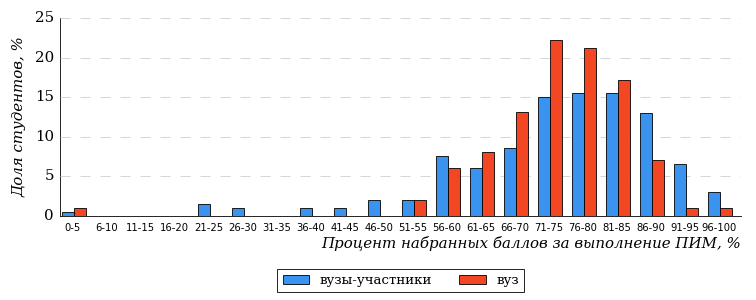 25
20
15
10
5
0
Доля студентов, %
0-5 6-10 11-15 16-20 21-25 26-30 31-35 36-40 41-45 46-50 51-55 56-60 61-65 66-70 71-75 76-80 81-85 86-90 91-95 96-100
Процент набранных баллов за выполнение ПИМ, %
вузы-участники вуз